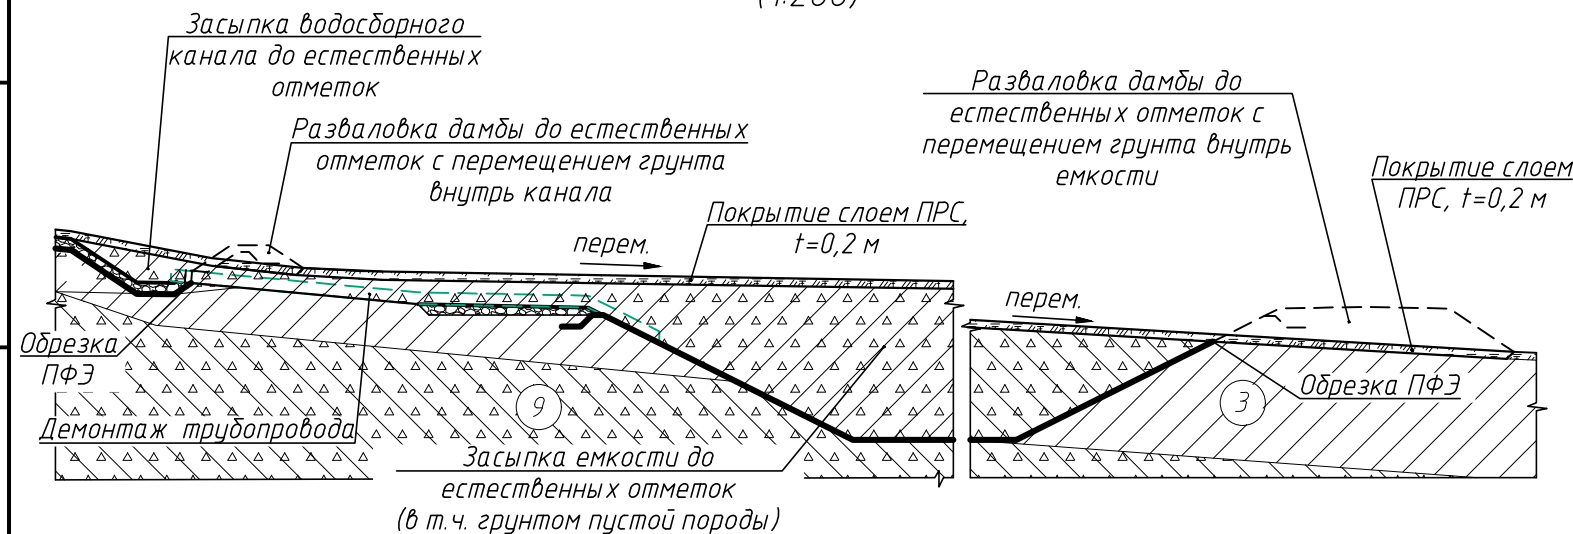 (1:200)
Засыпка водосборного
канала до естественных
отметок
Разваловка дамбы до естественных
отметок с перемещением грунта
внутрь канала
Разваловка дамбы до
естественных отметок с
перемещением грунта внутрь
емкости
Покрытие слоем
ПРС, t=0,2 м
Покрытие слоем ПРС,
t=0,2 м
перем.
перем.
Обрезка
ПФЭ
Обрезка ПФЭ
9
3
Демонтаж трубопровода
Засыпка емкости до
естественных отметок
(в т.ч. грунтом пустой породы)